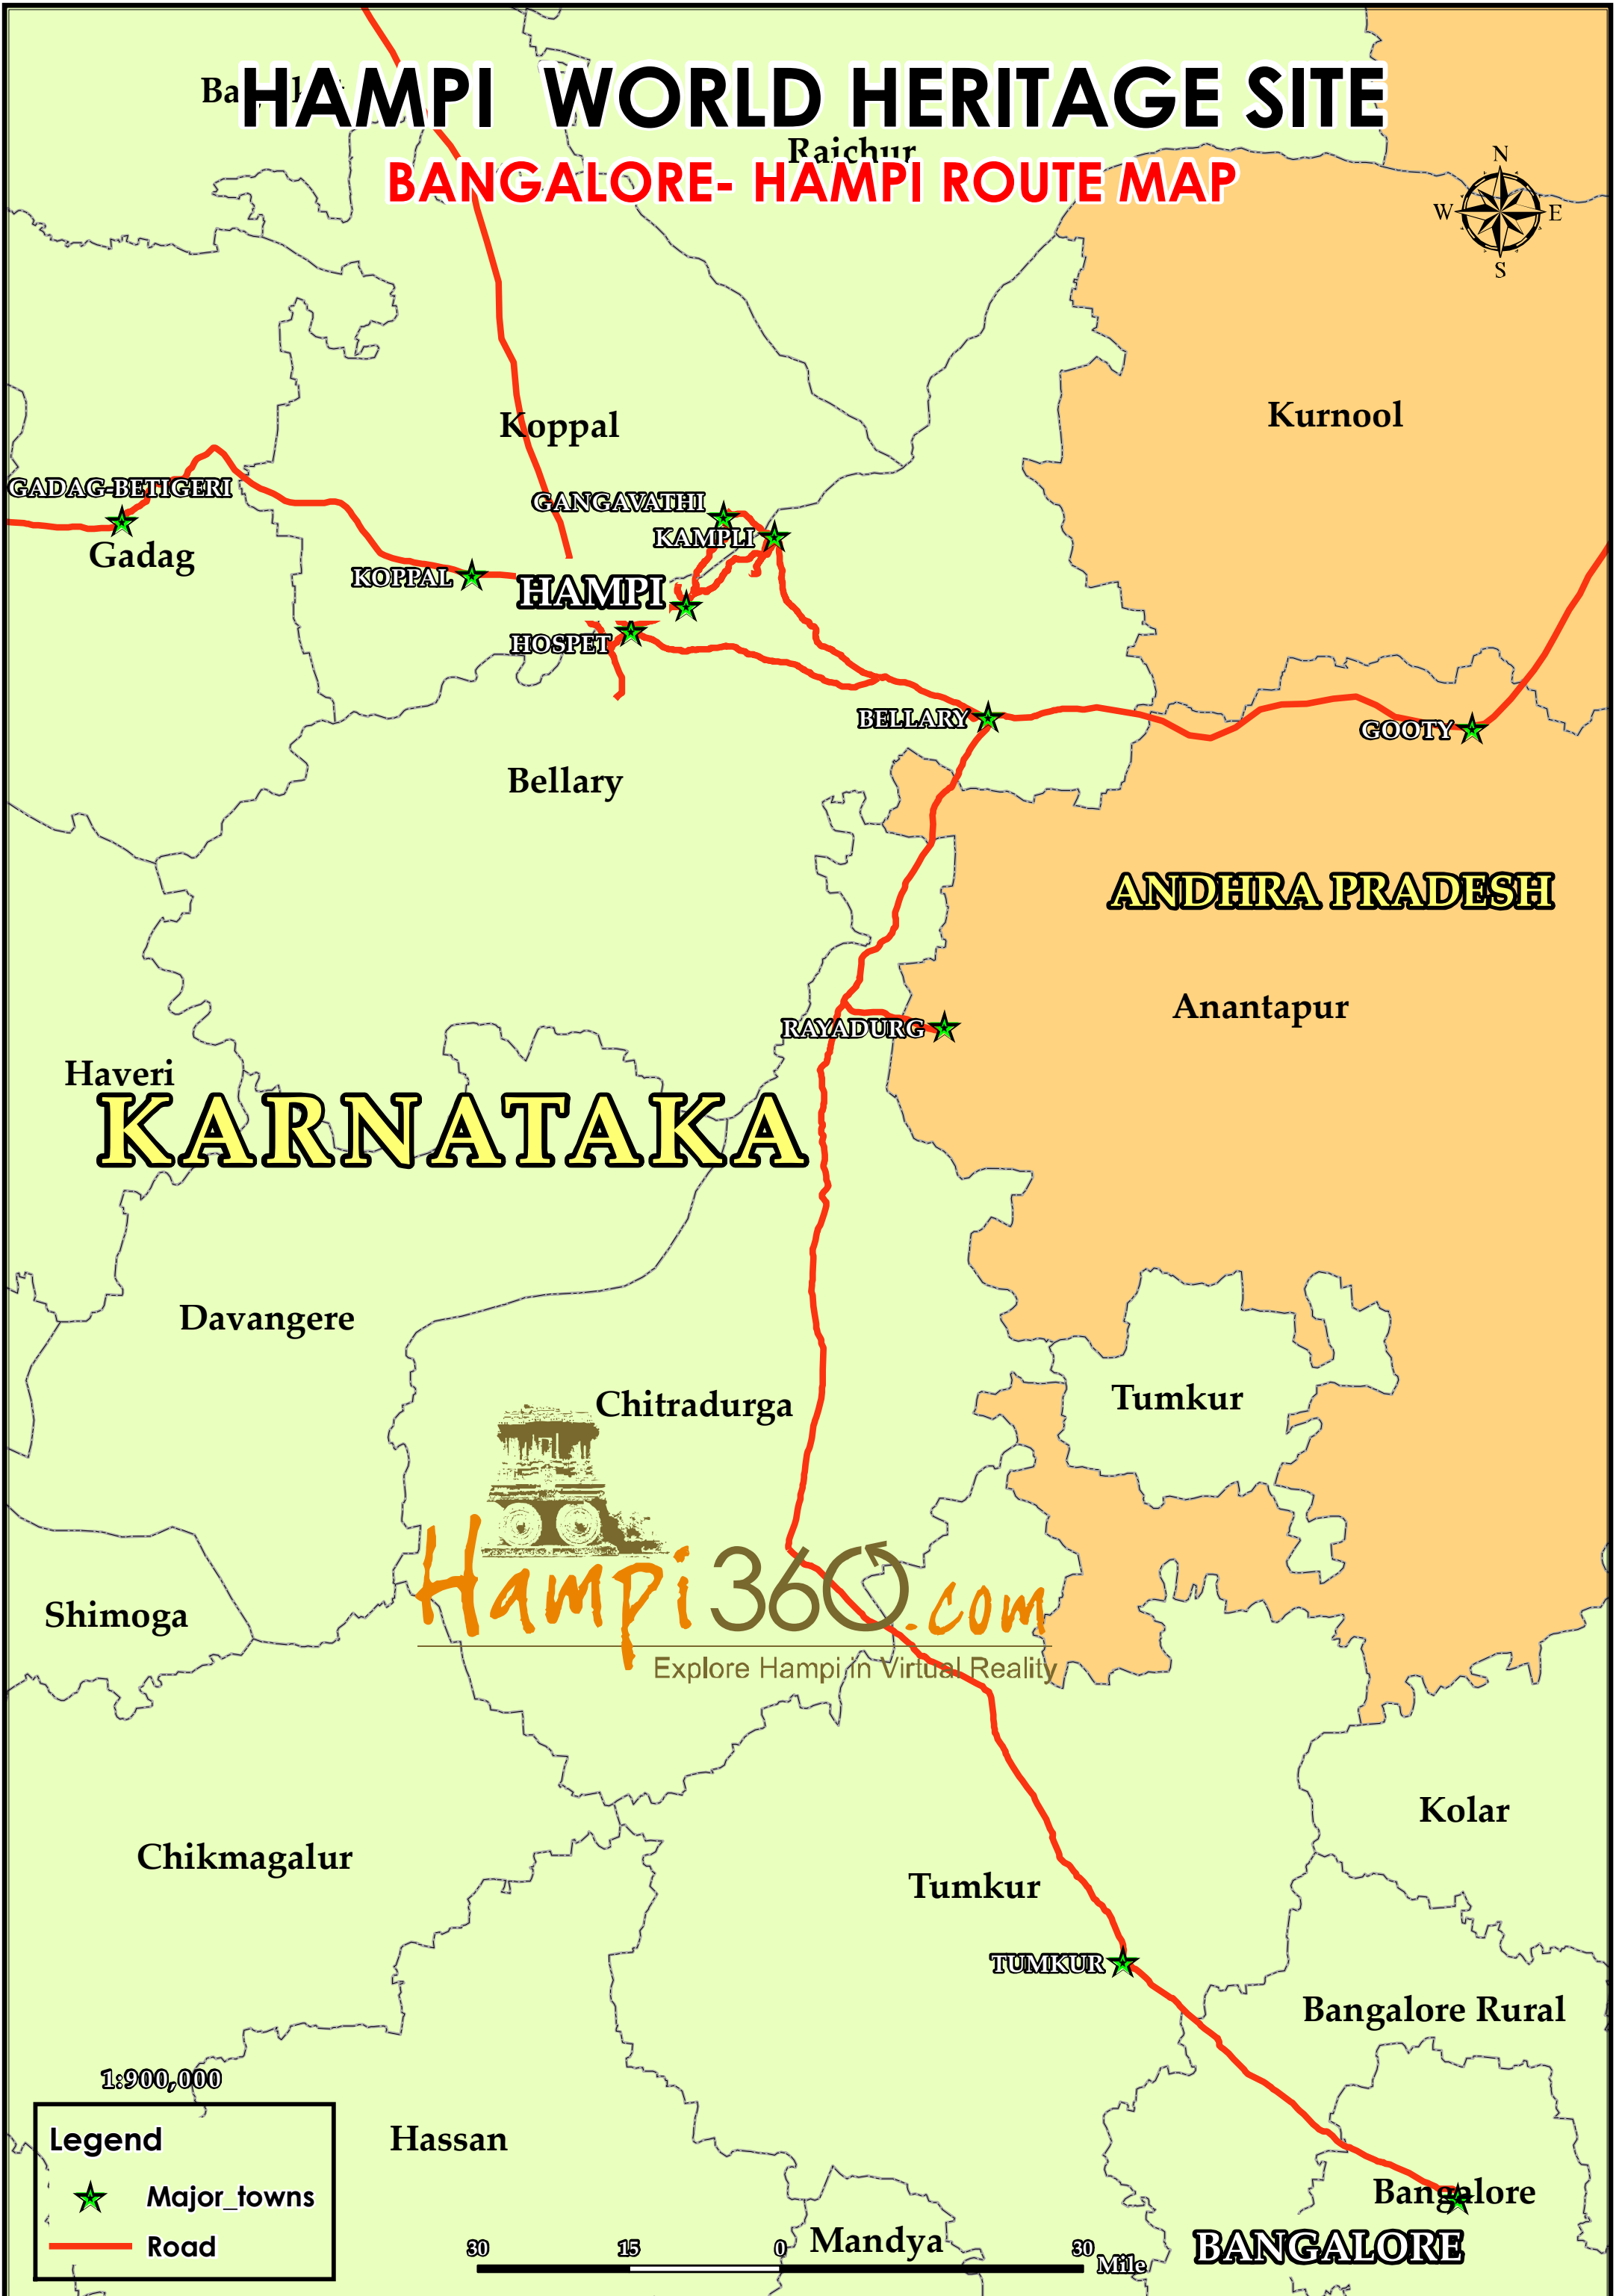 HAMPI WORLD HERITAGE SITE
Raichur
BANGALORE- HAMPI ROUTE MAP
N
W E
S
Kurnool
Koppal
GADAG-BETIGERI
GANGAVATHI
KAMPLI
Gadag
KOPPAL
HAMPI
HOSPET
BELLARY
GOOTY
Bellary
ANDHRA PRADESH
Anantapur
RAYADURG
Haveri
KARNATAKA
Davangere
Chitradurga
Tumkur
Hampi360.com
Explore Hampi in Virtual Reality
Shimoga
Kolar
Chikmagalur
Tumkur
TUMKUR
Bangalore Rural
1:900,000
Legend
Major_towns
Road
Hassan
Bangalore
BANGALORE
Mandya
30 15 0 30 Mile